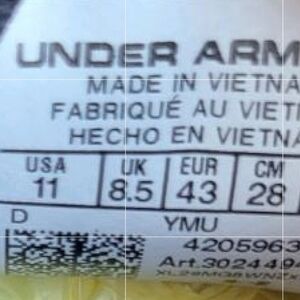 UNDER ARM
MADE IN VIETNA
FABRIQUÉ AU VIET
HECHO EN VIETNA
USA UK EUR CM
11 8.5 43 28
D YMU
4205963
Art.3024494